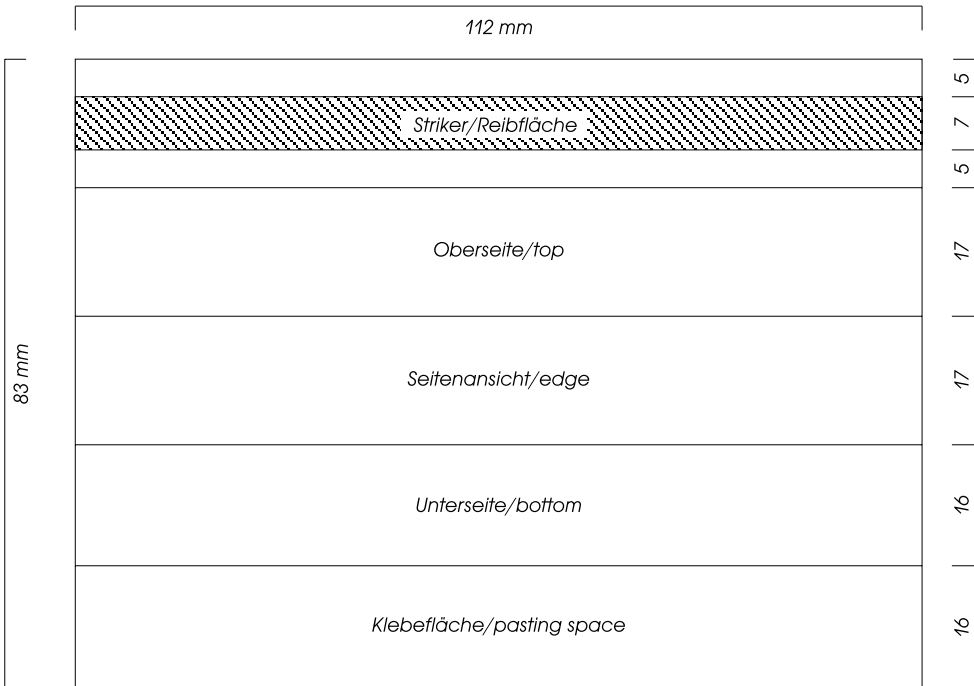 112 mm
5
Striker/Reibfläche
7
5
Oberseite/top
17
83 mm
Seitenansicht/edge
17
Unterseite/bottom
16
Klebefläche/pasting space
16